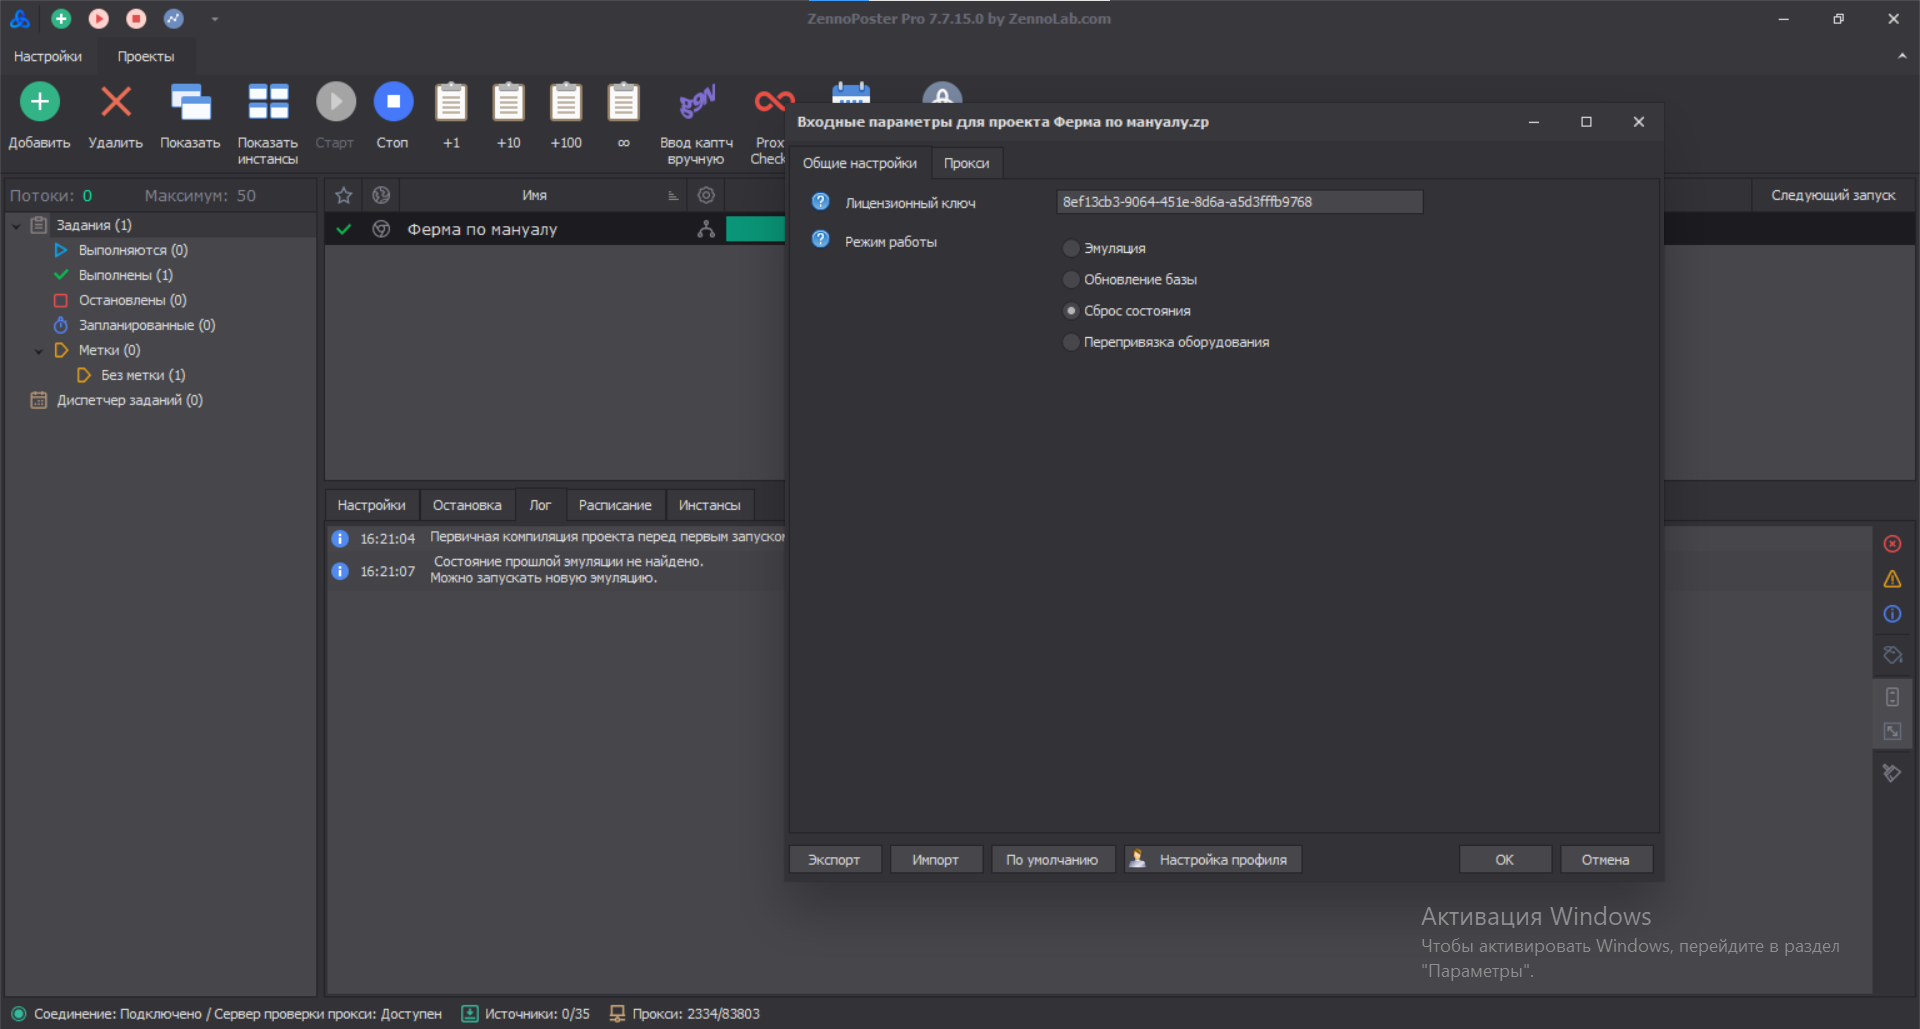 ZennoPoster Pro 7.7.15.0 by ZennoLab.com
Настройки
Проекты
Добавить
Удалить
Показать
Показать
инстансы
Старт
Стоп
+1
+10
+100
∞
Ввод каптч
вручную
Prox
Check
Потоки: 0
Максимум: 50
Задания (1)
Выполняются (0)
Выполнены (1)
Остановлены (0)
Запланированные (0)
Метки (0)
Без метки (1)
Диспетчер заданий (0)
Имя
Следующий запуск
Ферма по мануалу
Входные параметры для проекта Ферма по мануалу.zp
Общие настройки
Прокси
Лицензионный ключ
8ef13cb3-9064-451e-8d6a-a5d3fffb9768
Режим работы
Эмуляция
Обновление базы
Сброс состояния
Перепривязка оборудования
Экспорт
Импорт
По умолчанию
Настройка профиля
OK
Отмена
Настройки
Остановка
Лог
Расписание
Инстансы
16:21:04 Первичная компиляция проекта перед первым запуском
16:21:07 Состояние прошлой эмуляции не найдено.
Можно запускать новую эмуляцию.
Активация Windows
Чтобы активировать Windows, перейдите в раздел
"Параметры".
Соединение: Подключено / Сервер проверки прокси: Доступен
Источники: 0/35
Прокси: 2334/83803